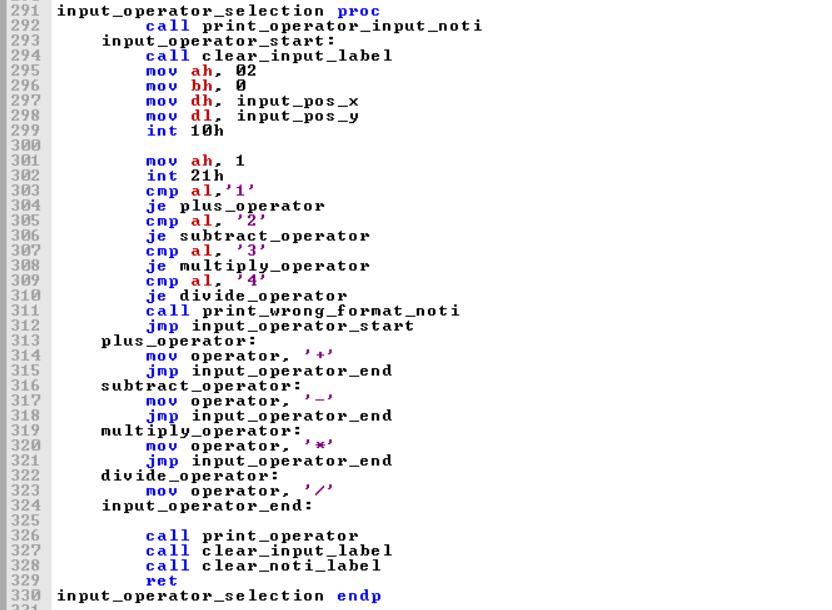 291 input_operator_selection proc
292         call print_operator_input_noti
293     input_operator_start:
294         call clear_input_label
295         mov ah, 02
296         mov bh, 0
297         mov dh, input_pos_x
298         mov dl, input_pos_y
299         int 10h
300
301         mov ah, 1
302         int 21h
303         cmp al,'1'
304         je plus_operator
305         cmp al, '2'
306         je subtract_operator
307         cmp al, '3'
308         je multiply_operator
309         cmp al, '4'
310         je divide_operator
311         call print_wrong_format_noti
312         jmp input_operator_start
313     plus_operator:
314         mov operator, '+'
315         jmp input_operator_end
316     subtract_operator:
317         mov operator, '-'
318         jmp input_operator_end
319     multiply_operator:
320         mov operator, '*'
321         jmp input_operator_end
322     divide_operator:
323         mov operator, '/'
324     input_operator_end:
325
326         call print_operator
327         call clear_input_label
328         call clear_noti_label
329         ret
330 input_operator_selection endp